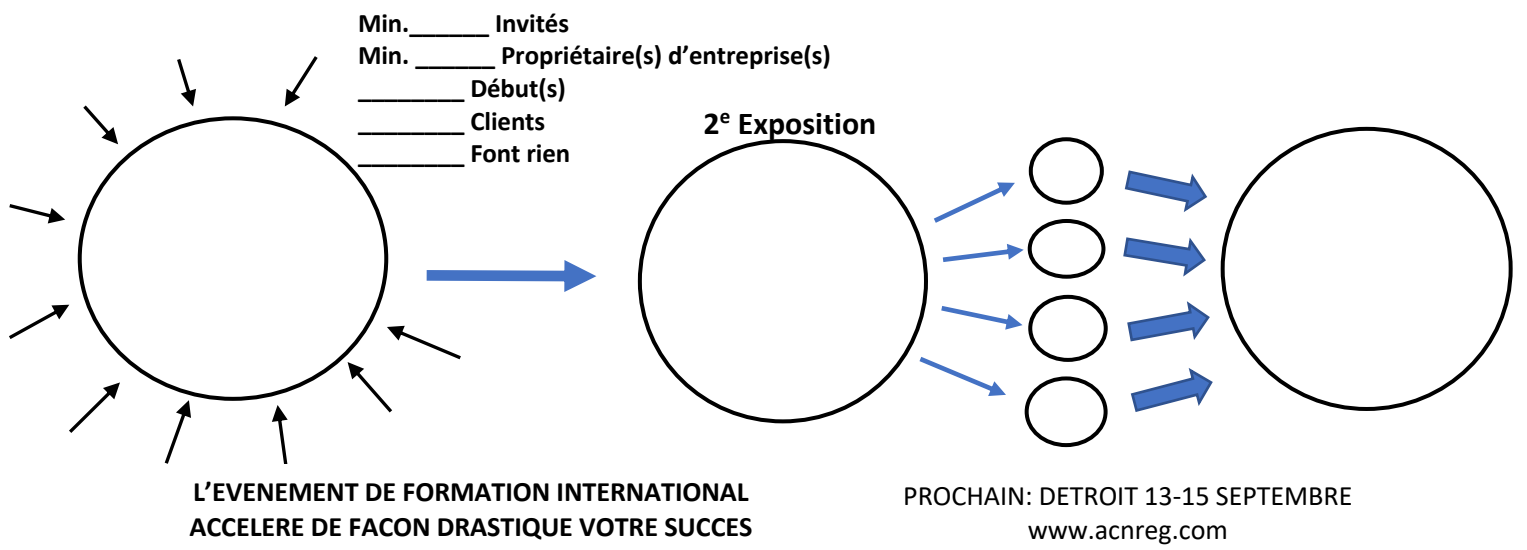 Min.______ Invités
Min. ______ Propriétaire(s) d’entreprise(s)
________ Début(s)
________ Clients
________ Font rien
2e Exposition
L’EVENEMENT DE FORMATION INTERNATIONAL
ACCELERE DE FACON DRASTIQUE VOTRE SUCCES
PROCHAIN: DETROIT 13-15 SEPTEMBRE
www.acnreg.com